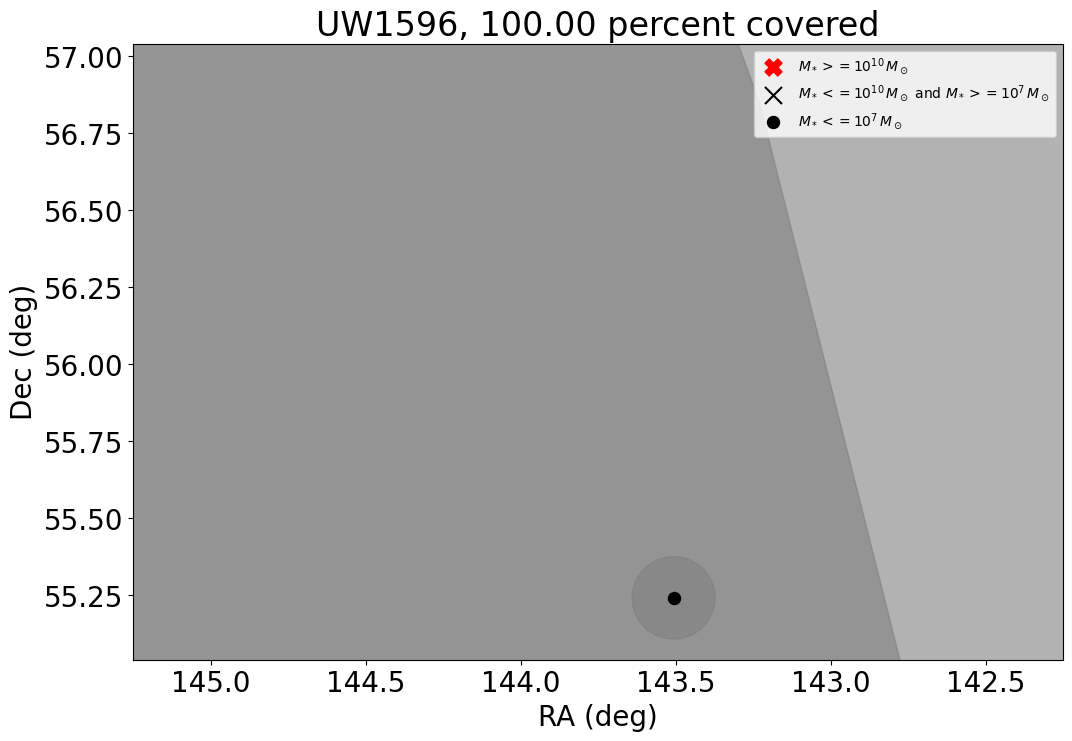 UW1596, 100.00 percent covered
M* >= 10^10 M⊙
M* <= 10^10 M⊙ and M* >= 10^7 M⊙
M* <= 10^7 M⊙
57.00
56.75
56.50
56.25
56.00
55.75
55.50
55.25
Dec (deg)
145.0 144.5 144.0 143.5 143.0 142.5
RA (deg)